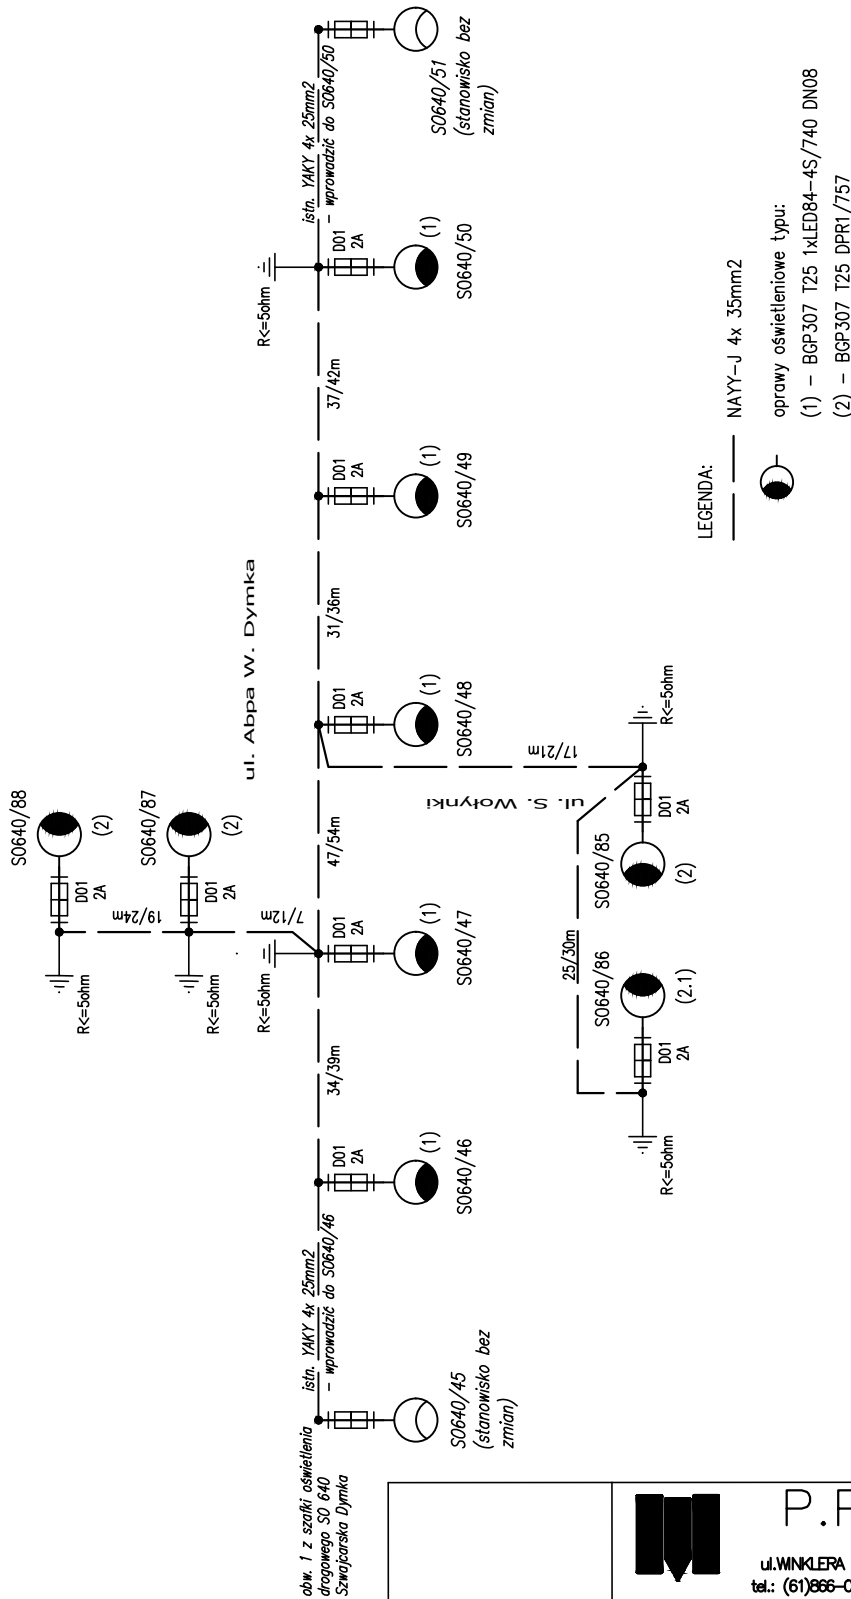 obw. 1 z szafki oświetlenia
drogowego SO 640
Szwajcarska Dymka
istn. YAKY 4x 25mm2
– wprowadzić do SO640/46
SO640/45
(stanowisko bez
zmian)
D01
2A
(1)
SO640/46
34/39m
R<=5ohm
D01
2A
(1)
SO640/47
7/12m
R<=5ohm
D01
2A
SO640/87
(2)
19/24m
R<=5ohm
D01
2A
SO640/88
(2)
47/54m
ul. Abpa W. Dymka
D01
2A
(1)
SO640/48
17/21m
ul. S. Wołynki
R<=5ohm
D01
2A
SO640/85
(2)
25/30m
SO640/86
(2.1)
D01
2A
R<=5ohm
31/36m
D01
2A
(1)
SO640/49
37/42m
R<=5ohm
D01
2A
(1)
SO640/50
istn. YAKY 4x 25mm2
– wprowadzić do SO640/50
SO640/51
(stanowisko bez
zmian)
LEGENDA:
NAYY–J 4x 35mm2
oprawy oświetleniowe typu:
(1) – BGP307 T25 1xLED84–4S/740 DN08
(2) – BGP307 T25 DPR1/757
P.
ul.WINKLERA
tel.: (61)866–0